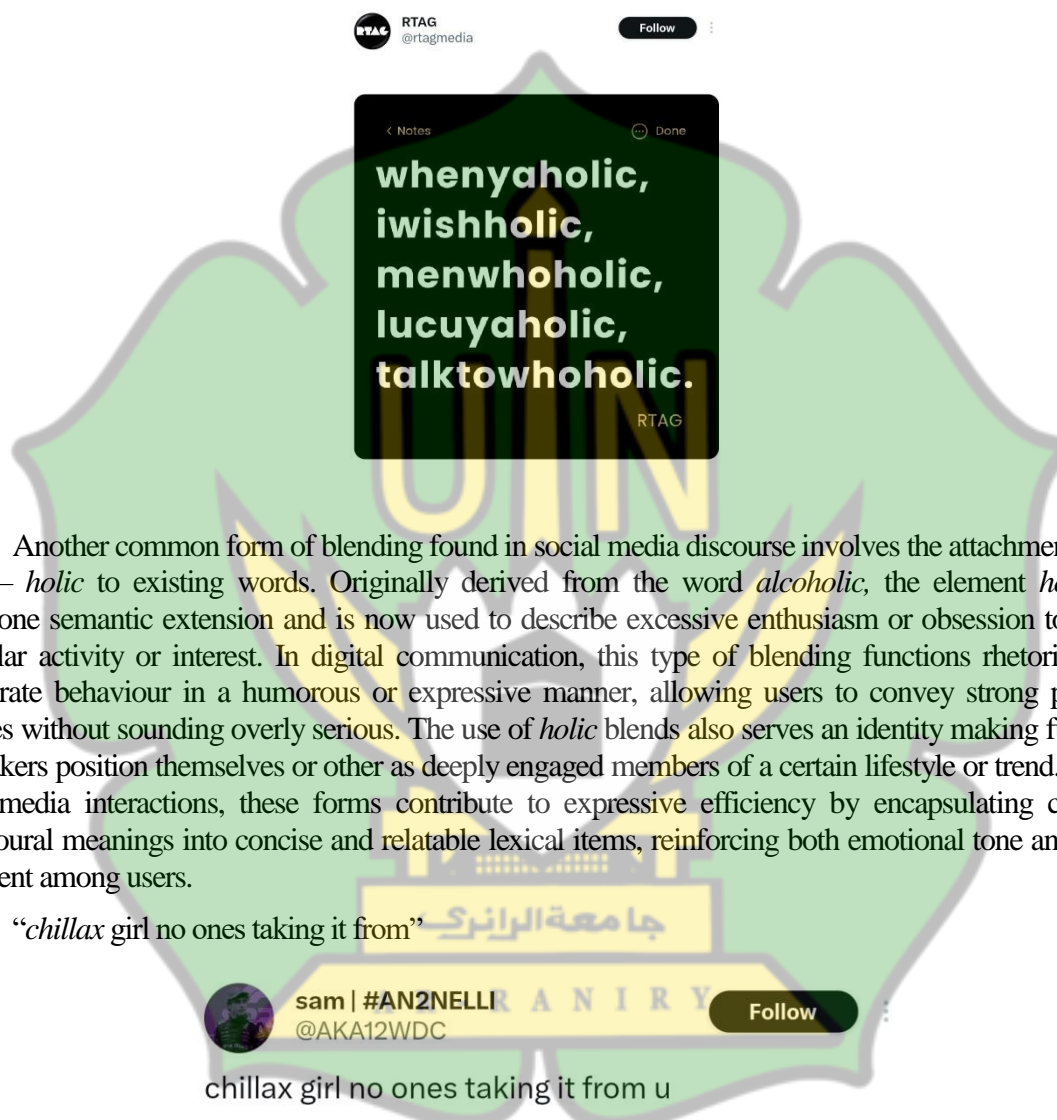 RTAG
@rtagmedia
Follow
< Notes
Done
whenyaholic,
iwishholic,
menwhoholic,
lucuyaholic,
talktowhoholic.
RTAG
UIN
Another common form of blending found in social media discourse involves the
– holic to existing words. Originally derived from the word alcoholic, the element
one semantic extension and is now used to describe excessive enthusiasm or obsession
lar activity or interest. In digital communication, this type of blending functions
rate behaviour in a humorous or expressive manner, allowing users to convey strong
es without sounding overly serious. The use of holic blends also serves an identity making
kers position themselves or other as deeply engaged members of a certain lifestyle or trend.
media interactions, these forms contribute to expressive efficiency by encapsulating
oural meanings into concise and relatable lexical items, reinforcing both emotional tone
ent among users.
“chillax girl no ones taking it from”
جامعة الرانري
sam | #AN2NELLI
@AKA12WDC
Follow
A R - R A N I R Y
chillax girl no ones taking it from u